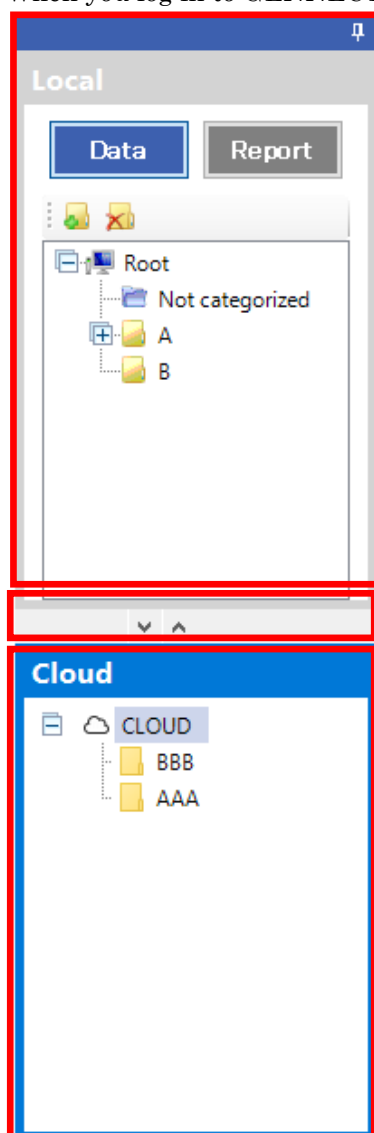 Local
Data Report
Root
Not categorized
A
B
Cloud
CLOUD
BBB
AAA